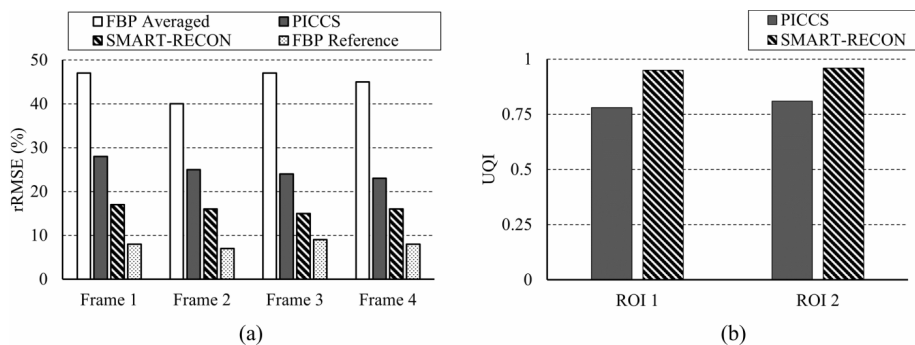 FBP Averaged
PICCS
SMART-RECON
FBP Reference
50
40
30
20
10
0
rRMSE (%)
Frame 1
Frame 2
Frame 3
Frame 4
(a)
PICCS
SMART-RECON
1
0.75
0.5
0.25
0
UQI
ROI 1
ROI 2
(b)